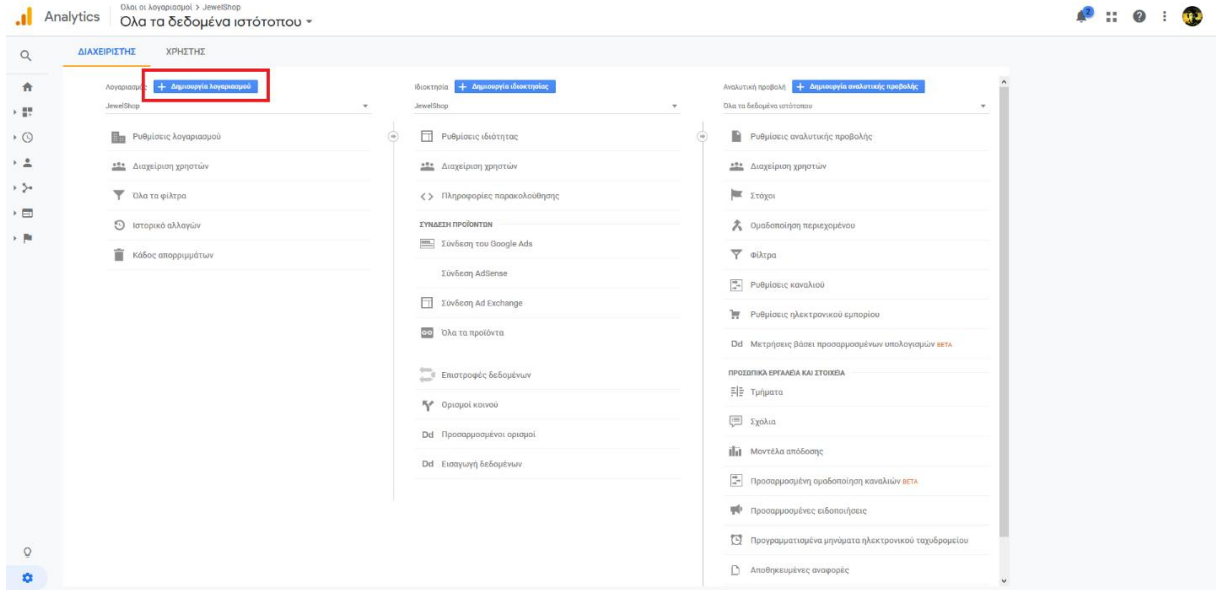 Analytics
Όλοι οι λογαριασμοί > JewelShop
Όλα τα δεδομένα ιστότοπου
2
ΔΙΑΧΕΙΡΙΣΤΗΣ
ΧΡΗΣΤΗΣ
Λογαριασμός + Δημιουργία λογαριασμού
JewelShop
Ρυθμίσεις λογαριασμού
Διαχείριση χρηστών
Όλα τα φίλτρα
Ιστορικό αλλαγών
Κάδος απορριμμάτων
Ιδιοκτησία + Δημιουργία ιδιοκτησίας
JewelShop
Ρυθμίσεις ιδιότητας
Διαχείριση χρηστών
<> Πληροφορίες παρακολούθησης
ΣΥΝΔΕΣΗ ΠΡΟΪΟΝΤΩΝ
Σύνδεση του Google Ads
Σύνδεση AdSense
Σύνδεση Ad Exchange
Όλα τα προϊόντα
Επιστροφές δεδομένων
Ορισμοί κοινού
Dd Προσαρμοσμένοι ορισμοί
Dd Εισαγωγή δεδομένων
Αναλυτική προβολή + Δημιουργία αναλυτικής προβολής
Όλα τα δεδομένα ιστότοπου
Ρυθμίσεις αναλυτικής προβολής
Διαχείριση χρηστών
Στόχοι
Ομαδοποίηση περιεχομένου
Φίλτρα
Ρυθμίσεις καναλιού
Ρυθμίσεις ηλεκτρονικού εμπορίου
Dd Μετρήσεις βάσει προσαρμοσμένων υπολογισμών BETA
ΠΡΟΣΩΠΙΚΑ ΕΡΓΑΛΕΙΑ ΚΑΙ ΣΤΟΙΧΕΙΑ
Τμήματα
Σχόλια
Μοντέλα απόδοσης
Προσαρμοσμένη ομαδοποίηση καναλιών BETA
Προσαρμοσμένες ειδοποιήσεις
Προγραμματισμένα μηνύματα ηλεκτρονικού ταχυδρομείου
Αποθηκευμένες αναφορές